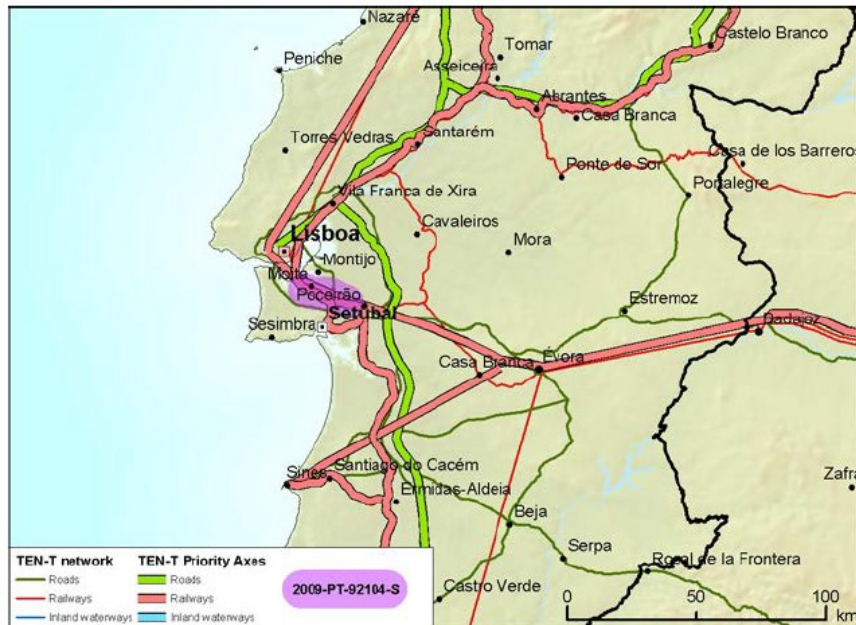 Nazaré
Peniche
Tomar
Castelo Branco
Asseiceira
Abrantes
Casa Branca
Torres Vedras
Santarém
Ponte de Sor
Casa de los Barreros
Portalegre
Vila Franca de Xira
Cavaleiros
Mora
Lisboa
Montijo
Moita
Poceirão
Setúbal
Sesimbra
Estremoz
Badajoz
Casa Branca
Évora
Sines
Santiago do Cacém
Ermidas-Aldeia
Zafra
Beja
Serpa
Rosal de la Frontera
Castro Verde
TEN-T network
Roads
Railways
Inland waterways
TEN-T Priority Axes
Roads
Railways
Inland waterways
2009-PT-92104-S
0 50 100
km